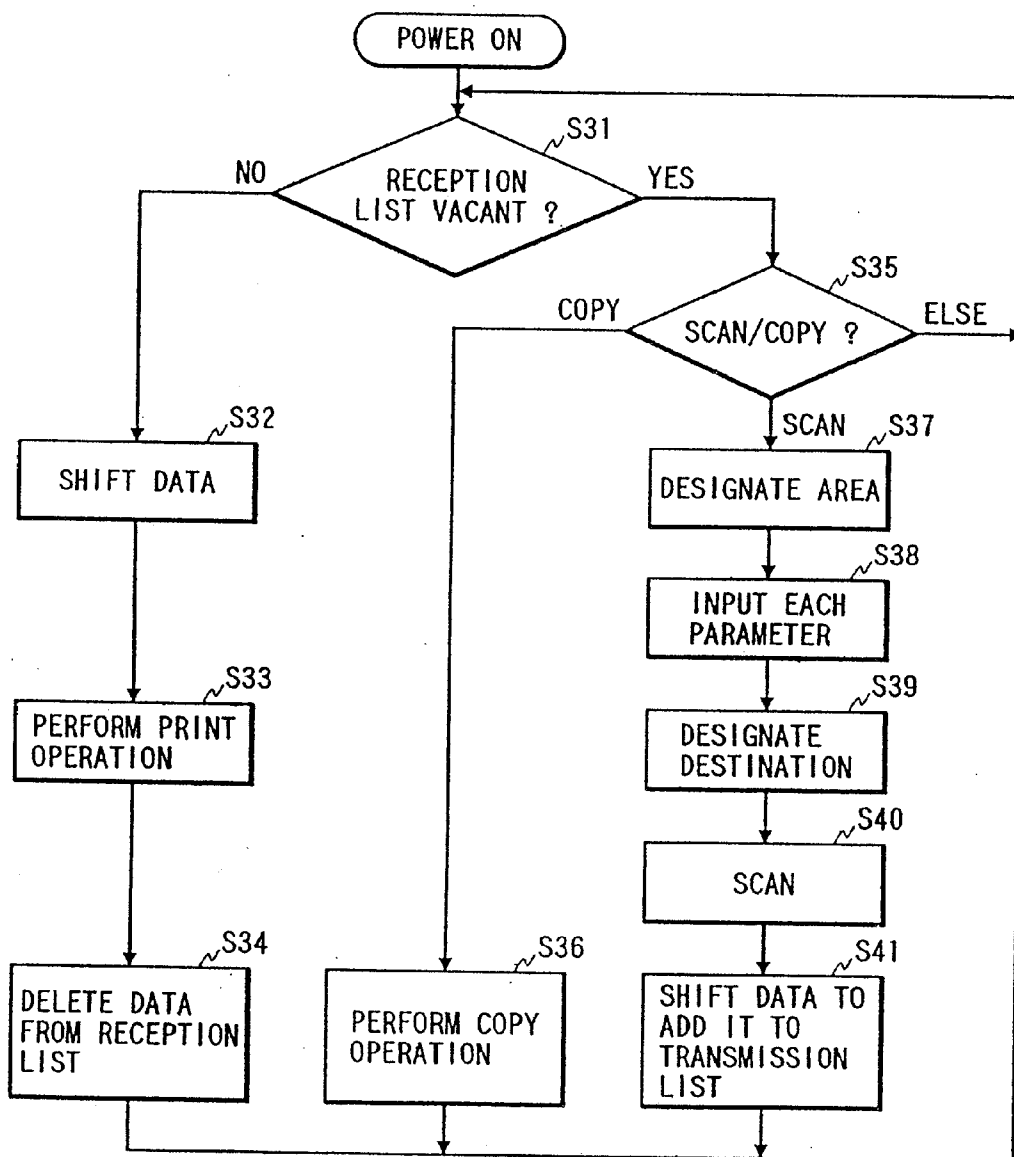 POWER ON
S31
NO
RECEPTION
LIST VACANT ?
YES
S35
COPY
SCAN/COPY ?
ELSE
SCAN
S32
SHIFT DATA
S37
DESIGNATE AREA
S38
INPUT EACH
PARAMETER
S33
PERFORM PRINT
OPERATION
S39
DESIGNATE
DESTINATION
S40
SCAN
S34
DELETE DATA
FROM RECEPTION
LIST
S36
PERFORM COPY
OPERATION
S41
SHIFT DATA TO
ADD IT TO
TRANSMISSION
LIST